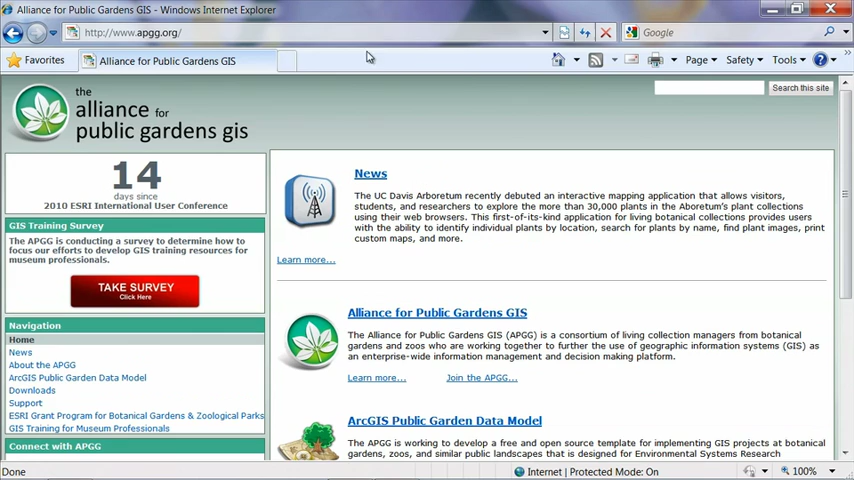 Alliance for Public Gardens GIS - Windows Internet Explorer
http://www.apgg.org/
Google
Favorites
Alliance for Public Gardens GIS
Page
Safety
Tools
the
alliance for
public gardens gis
Search this site
14
days since
2010 ESRI International User Conference
GIS Training Survey
The APGG is conducting a survey to determine how to
focus our efforts to develop GIS training resources for
museum professionals.
TAKE SURVEY
Click Here
Navigation
Home
News
About the APGG
ArcGIS Public Garden Data Model
Downloads
Support
ESRI Grant Program for Botanical Gardens & Zoological Parks
GIS Training for Museum Professionals
Connect with APGG
News
The UC Davis Arboretum recently debuted an interactive mapping application that allows visitors,
students, and researchers to explore the more than 30,000 plants in the Aboretum's plant collections
using their web browsers. This first-of-its-kind application for living botanical collections provides users
with the ability to identify individual plants by location, search for plants by name, find plant images, print
custom maps, and more.
Learn more...
Alliance for Public Gardens GIS
The Alliance for Public Gardens GIS (APGG) is a consortium of living collection managers from botanical
gardens and zoos who are working together to further the use of geographic information systems (GIS) as
an enterprise-wide information management and decision making platform.
Learn more...
Join the APGG...
ArcGIS Public Garden Data Model
The APGG is working to develop a free and open source template for implementing GIS projects at
botanical gardens, zoos, and similar public landscapes that is designed for Environmental Systems Research
Done
Internet | Protected Mode: On
100%